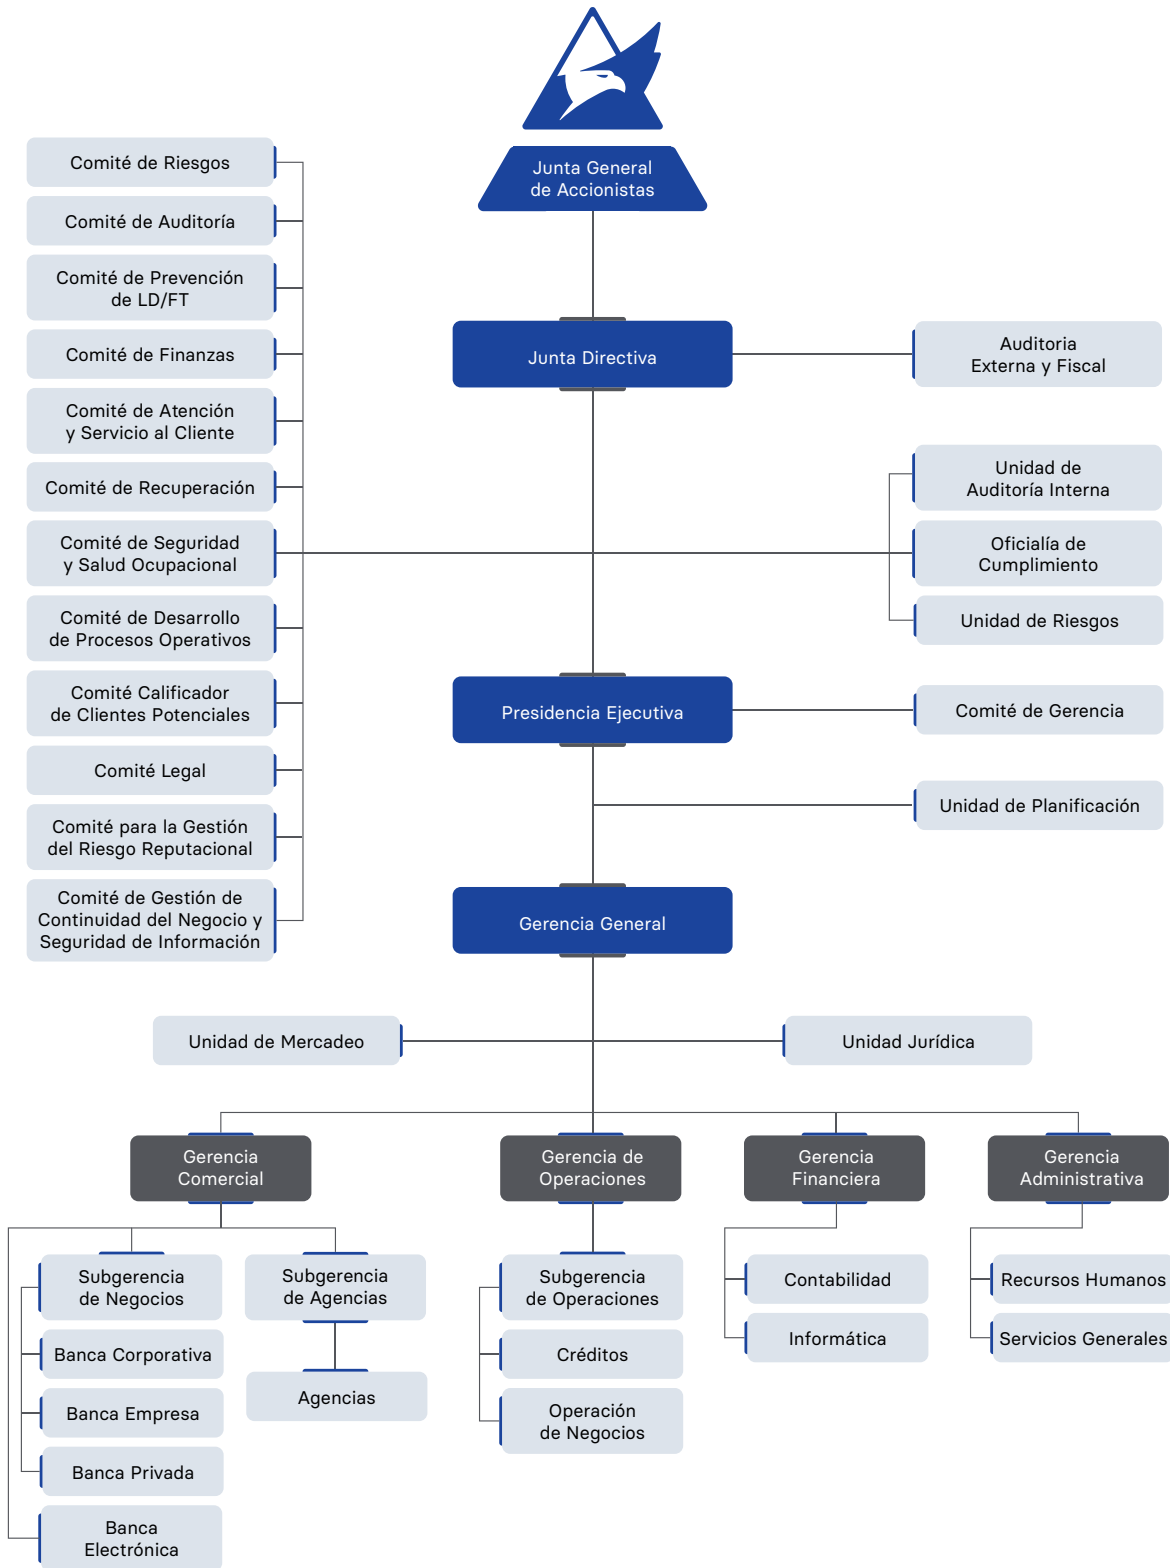 Junta General
de Accionistas
Comité de Riesgos
Comité de Auditoría
Comité de Prevención
de LD/FT
Comité de Finanzas
Comité de Atención
y Servicio al Cliente
Comité de Recuperación
Comité de Seguridad
y Salud Ocupacional
Comité de Desarrollo
de Procesos Operativos
Comité Calificador
de Clientes Potenciales
Comité Legal
Comité para la Gestión
del Riesgo Reputacional
Comité de Gestión de
Continuidad del Negocio y
Seguridad de Información
Junta Directiva
Auditoria
Externa y Fiscal
Unidad de
Auditoría Interna
Oficialía de
Cumplimiento
Unidad de Riesgos
Presidencia Ejecutiva
Comité de Gerencia
Unidad de Planificación
Gerencia General
Unidad de Mercadeo
Unidad Jurídica
Gerencia
Comercial
Gerencia de
Operaciones
Gerencia
Financiera
Gerencia
Administrativa
Subgerencia
de Negocios
Banca Corporativa
Banca Empresa
Banca Privada
Banca
Electrónica
Subgerencia
de Agencias
Agencias
Subgerencia
de Operaciones
Créditos
Operación
de Negocios
Contabilidad
Informática
Recursos Humanos
Servicios Generales